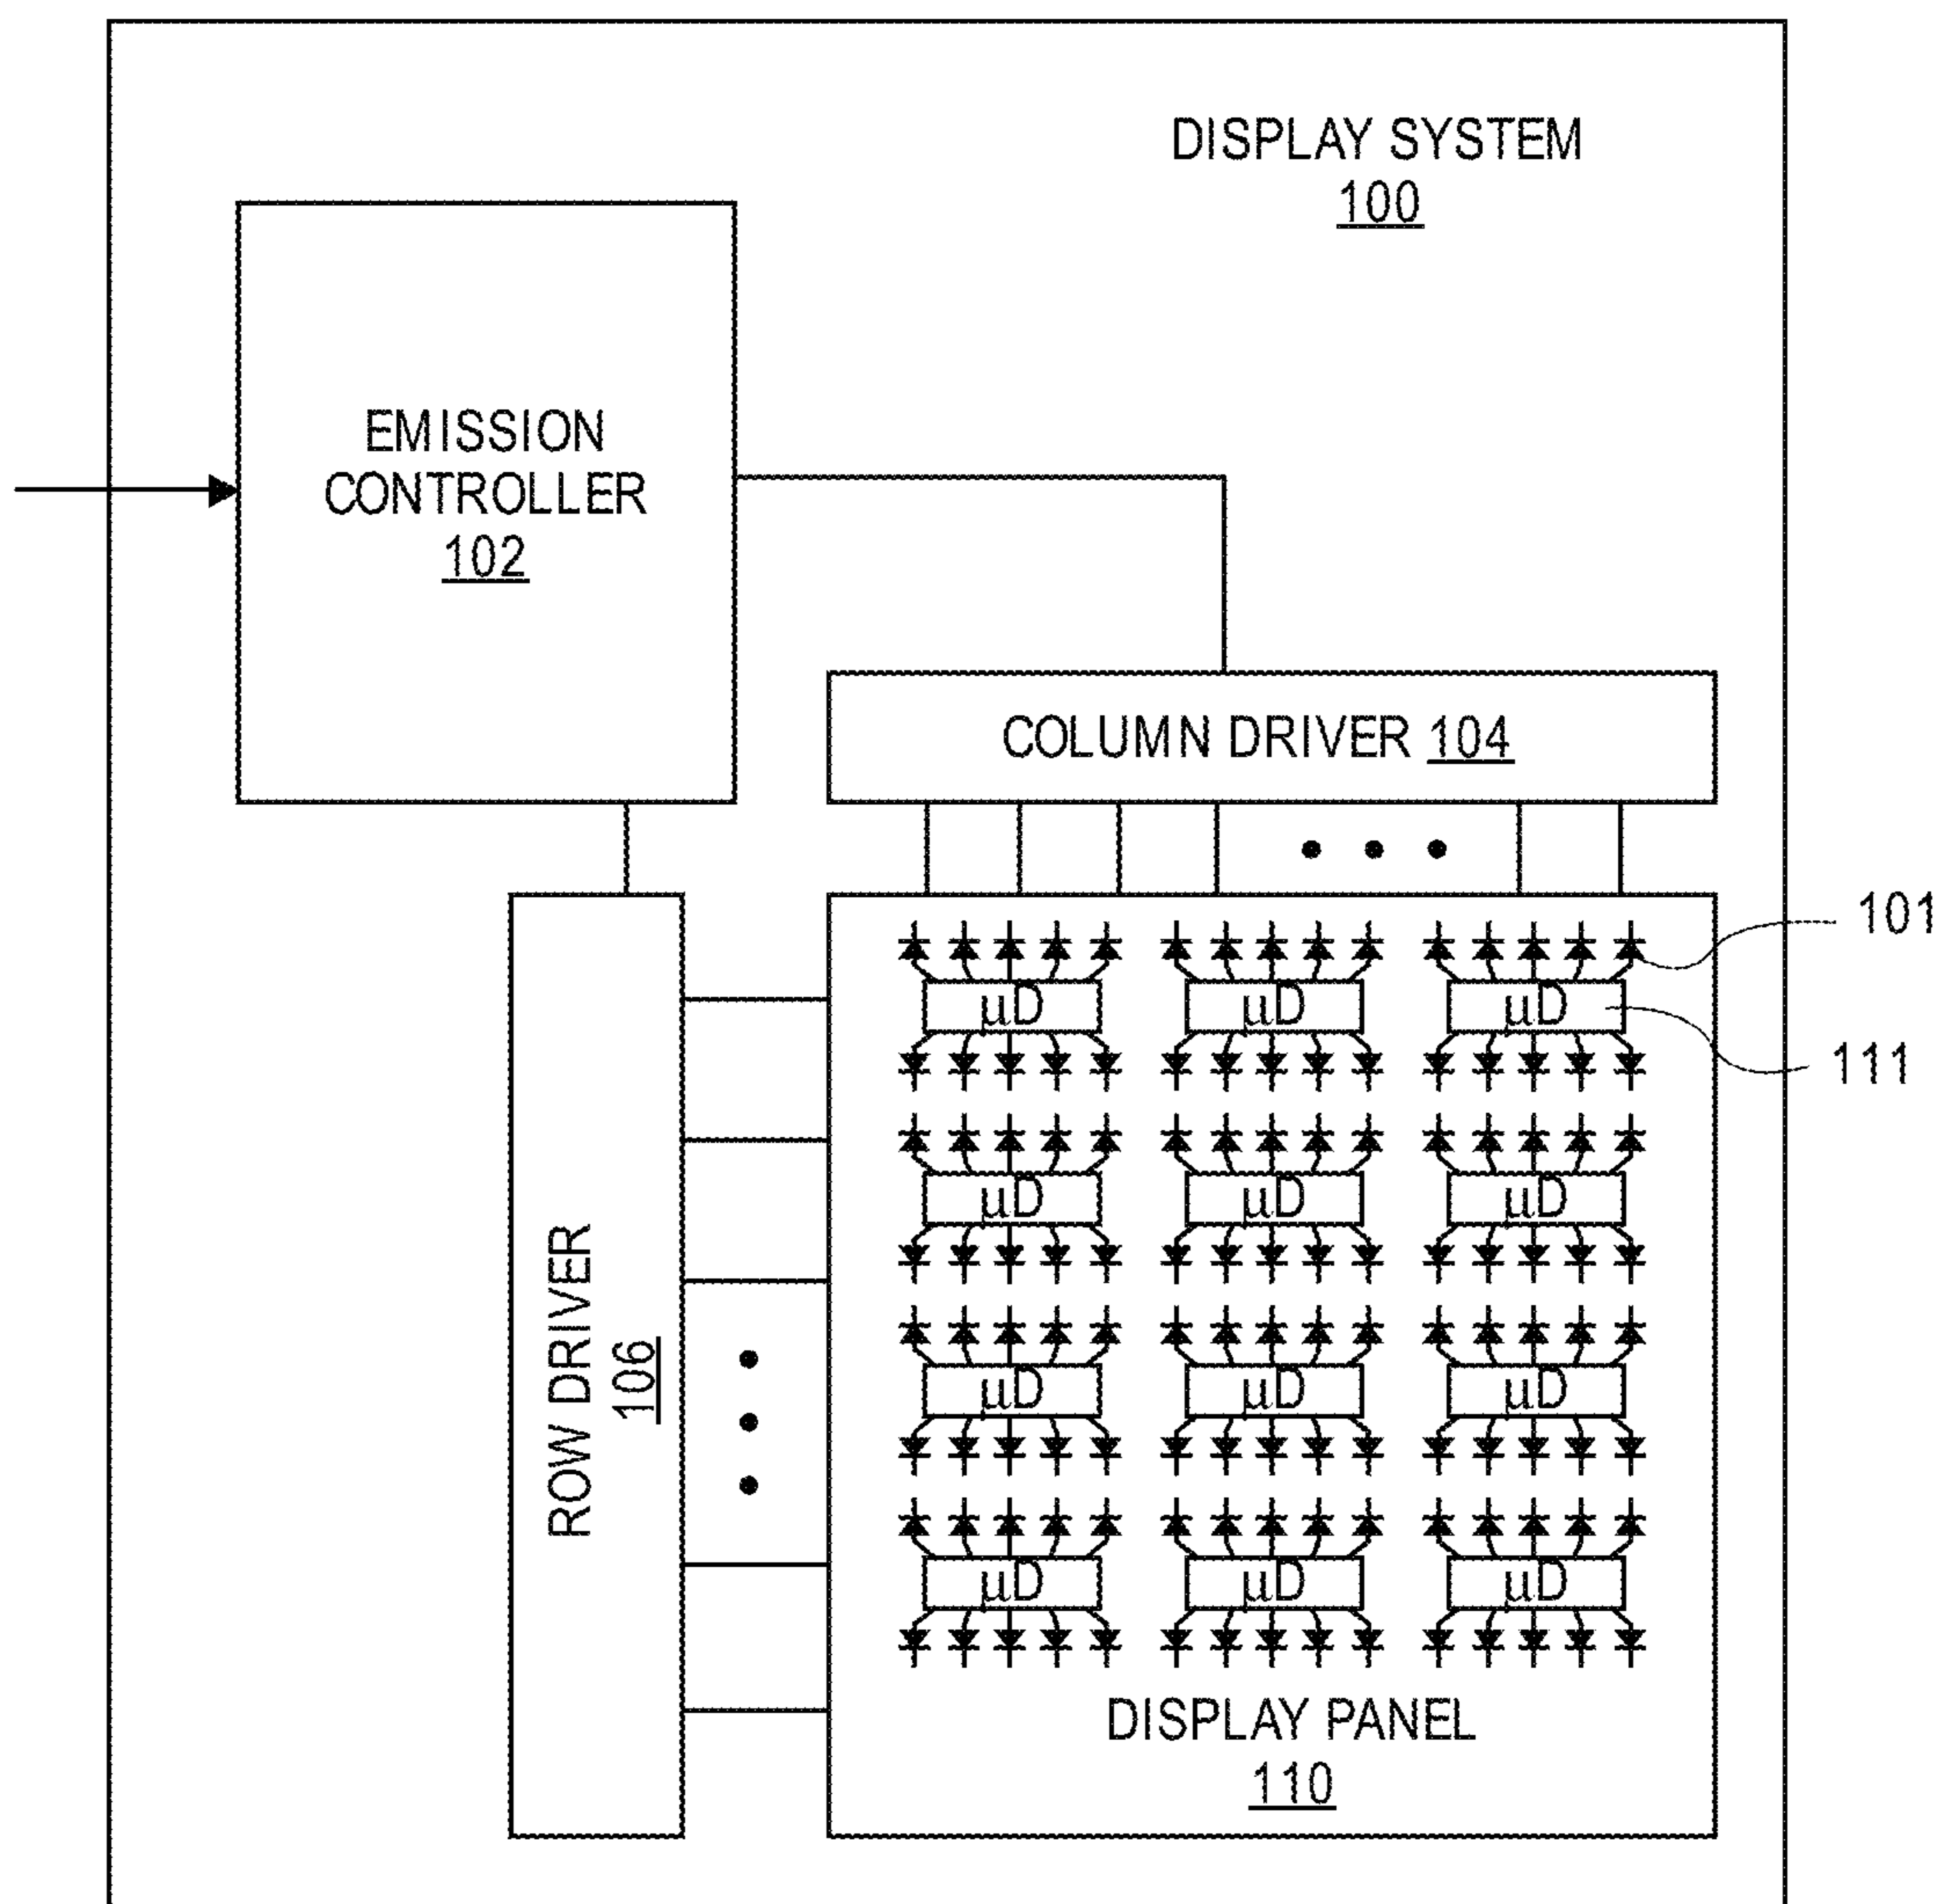 DISPLAY SYSTEM
100
EMISSION
CONTROLLER
102
COLUMN DRIVER 104
101
μD μD μD
111
μD μD μD
ROW DRIVER
106
μD μD μD
μD μD μD
DISPLAY PANEL
110